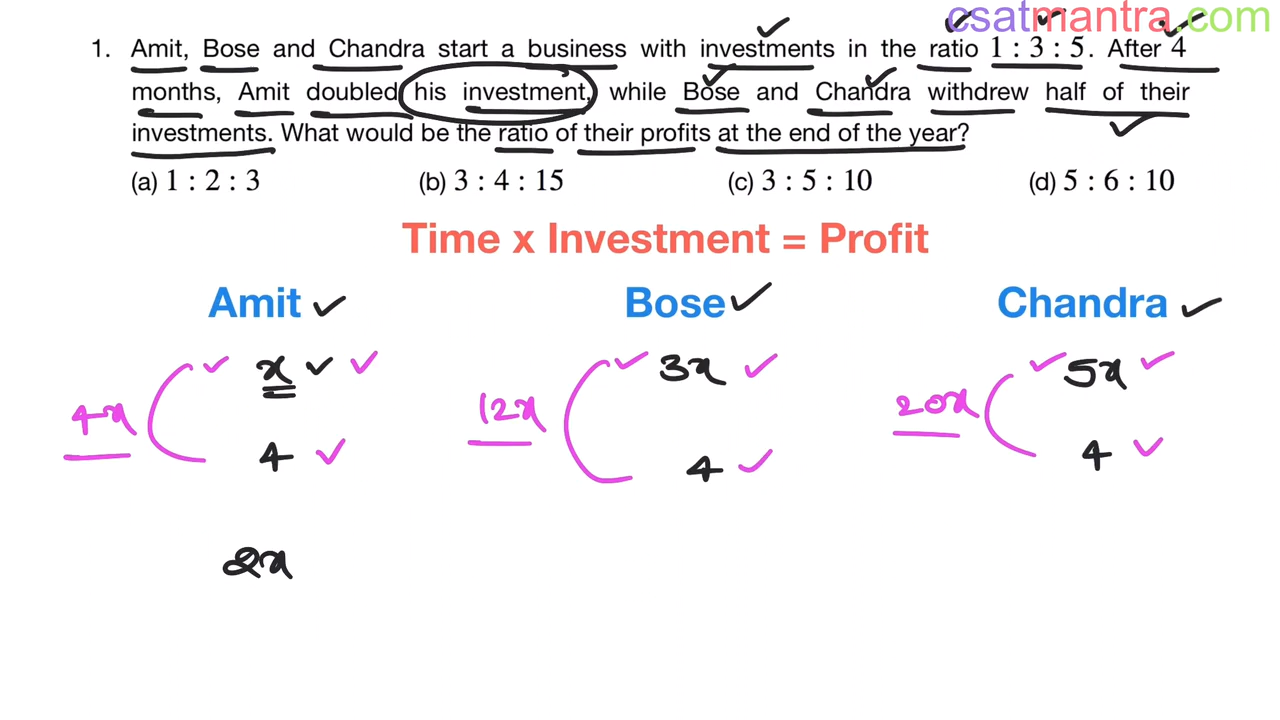 csatmantra.com
1. Amit, Bose and Chandra start a business with investments in the ratio 1 : 3 : 5. After 4
months, Amit doubled his investment, while Bose and Chandra withdrew half of their
investments. What would be the ratio of their profits at the end of the year?
(a) 1 : 2 : 3 (b) 3 : 4 : 15 (c) 3 : 5 : 10 (d) 5 : 6 : 10
Time x Investment = Profit
Amit Bose Chandra
x 3x 5x
4x 12x 20x
4 4 4
2x